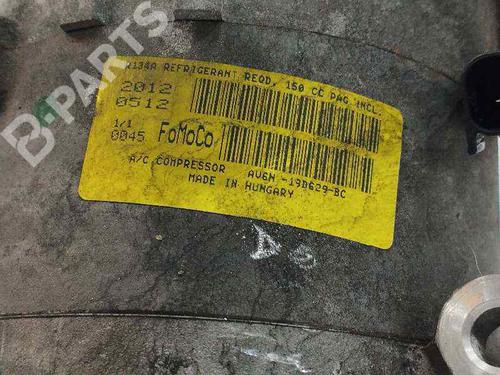 B-PARTS
R134A REFRIGERANT REQD, 150 CC PAG INCL.
2012
0512
1/1
0045
FoMoCo
A/C COMPRESSOR AV6N -19D629-BC
MADE IN HUNGARY